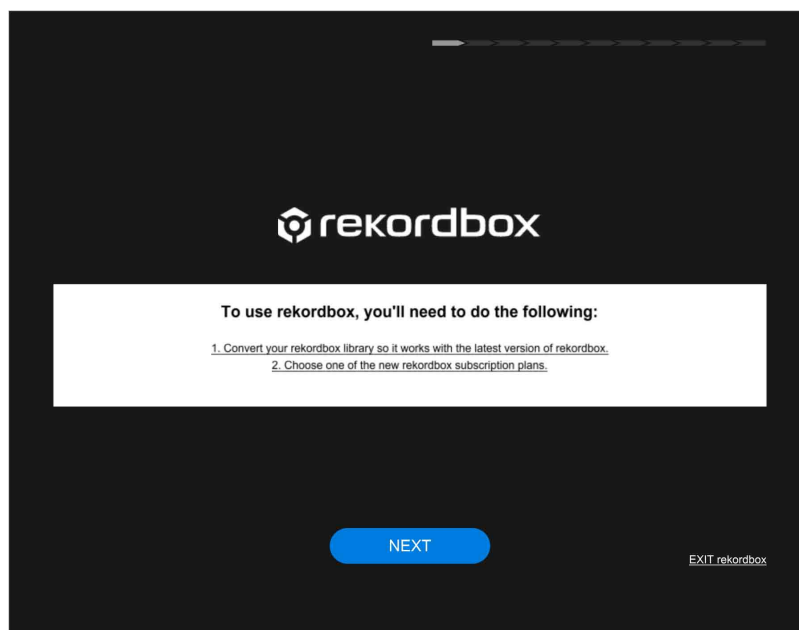 rekordbox
To use rekordbox, you'll need to do the following:
1. Convert your rekordbox library so it works with the latest version of rekordbox.
2. Choose one of the new rekordbox subscription plans.
NEXT
EXIT rekordbox